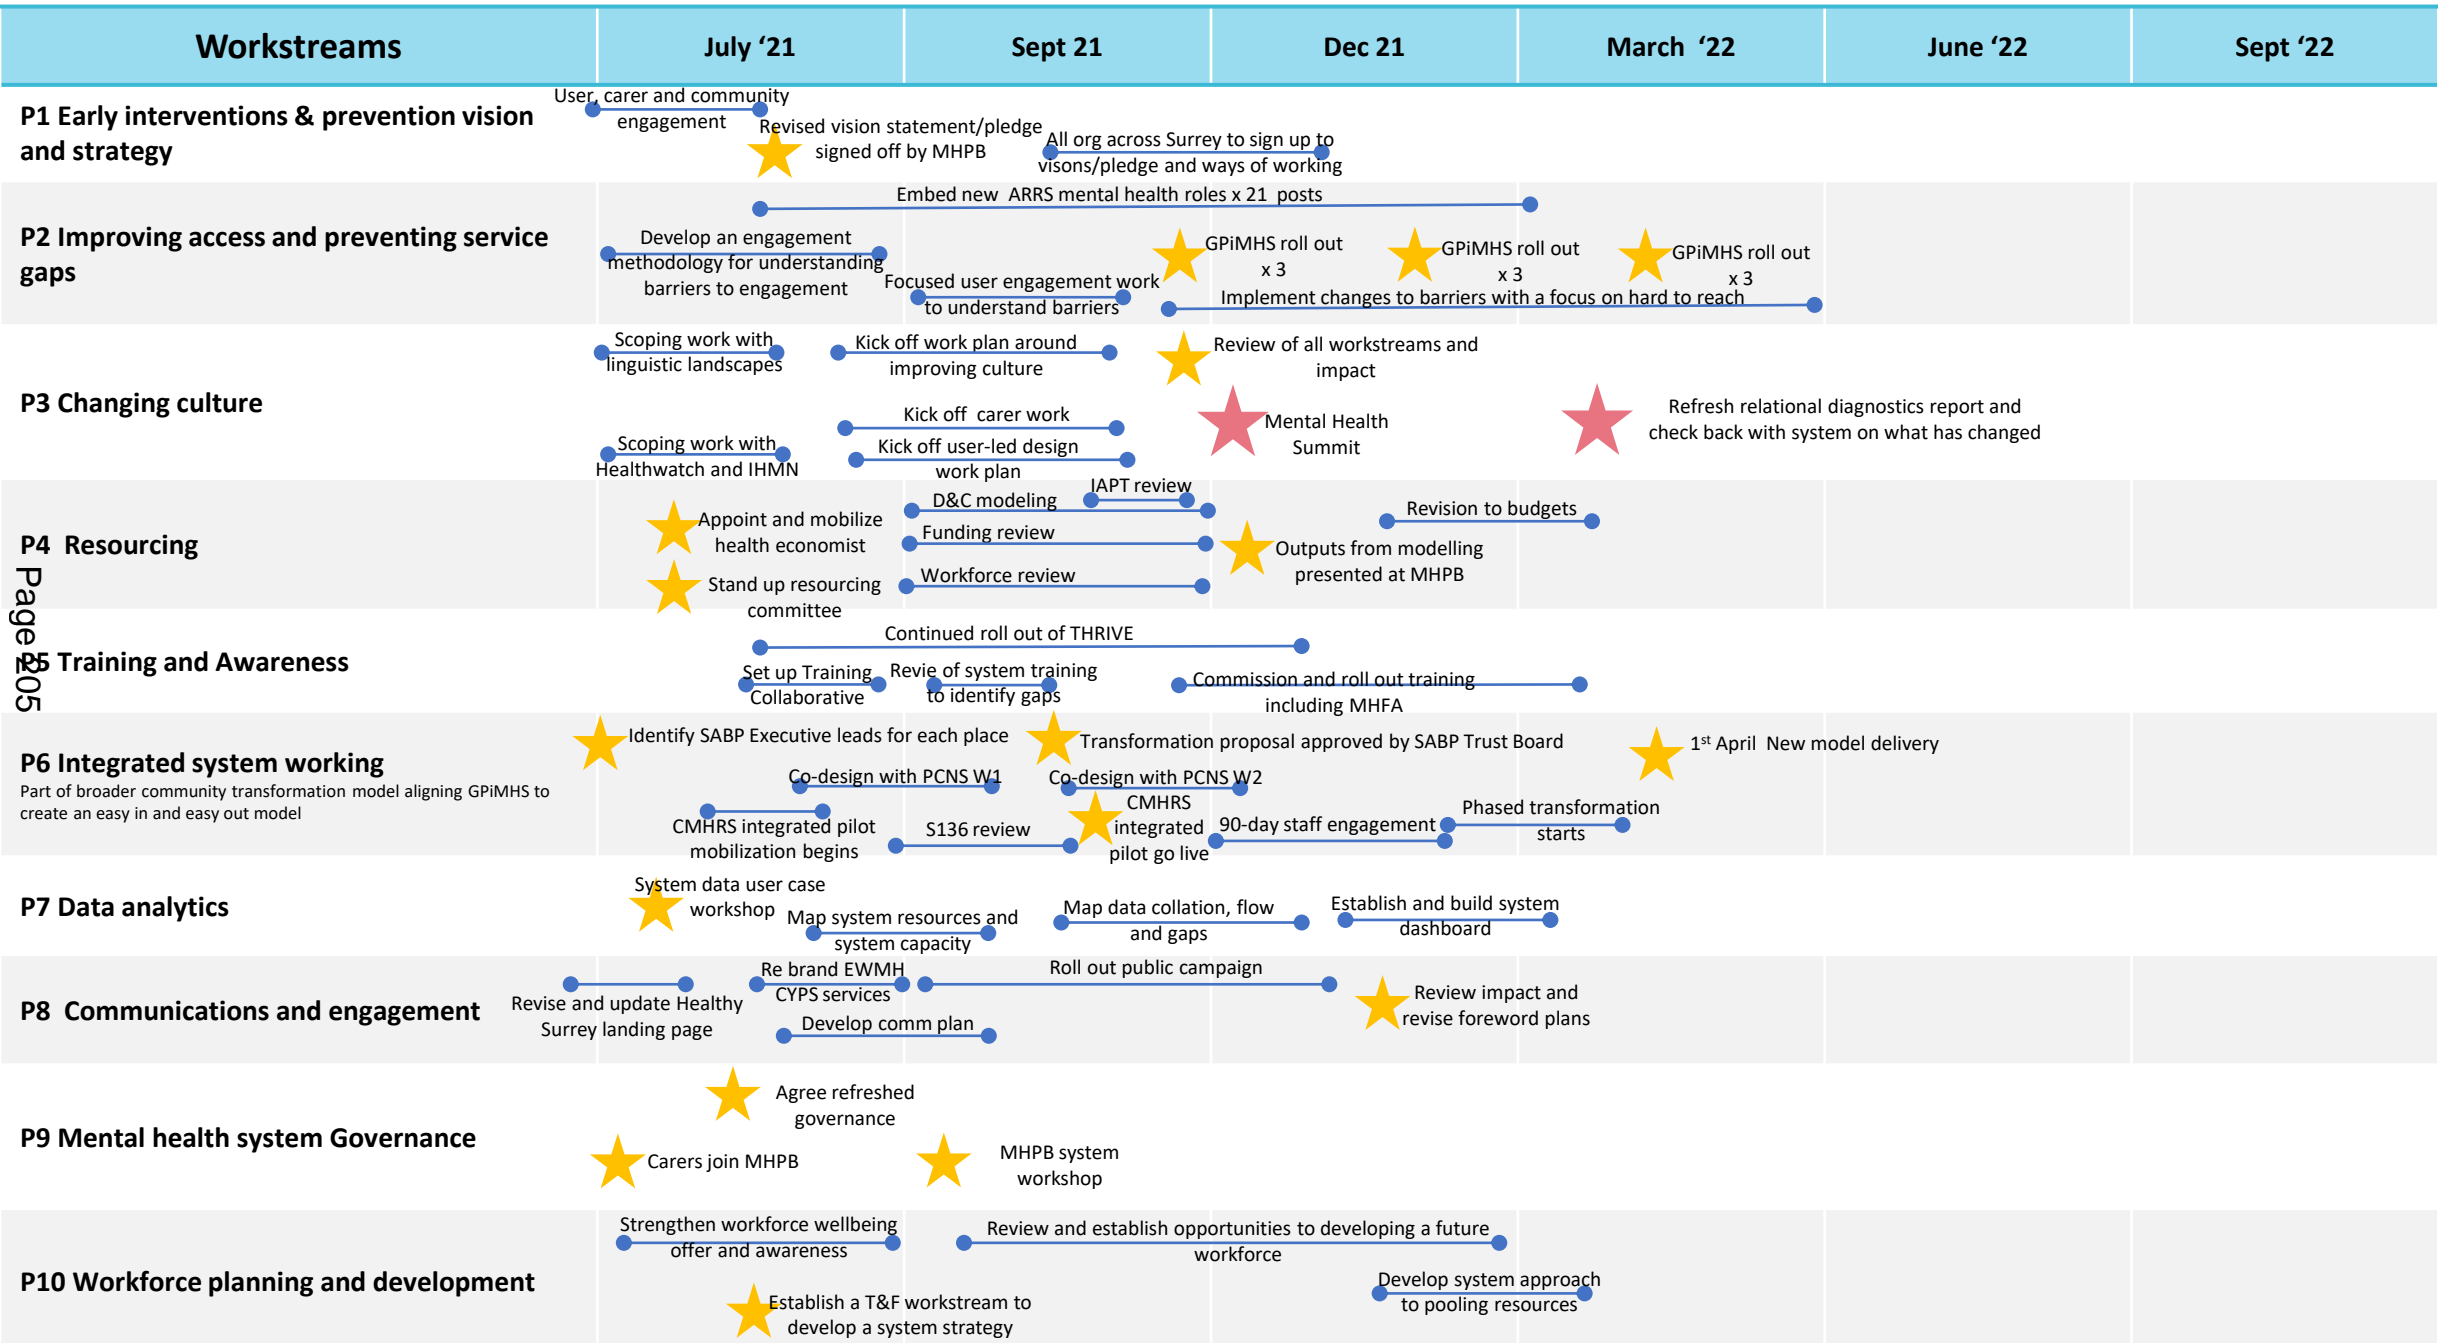 Workstreams
July ‘21
Sept 21
Dec 21
March ‘22
June ‘22
Sept ‘22
P1 Early interventions & prevention vision
and strategy
User, carer and community
engagement
Revised vision statement/pledge
signed off by MHPB
All org across Surrey to sign up to
visons/pledge and ways of working
P2 Improving access and preventing service
gaps
Embed new ARRS mental health roles x 21 posts
Develop an engagement
methodology for understanding
barriers to engagement
Focused user engagement work
to understand barriers
GPiMHS roll out
x 3
GPiMHS roll out
x 3
GPiMHS roll out
x 3
Implement changes to barriers with a focus on hard to reach
P3 Changing culture
Scoping work with
linguistic landscapes
Kick off work plan around
improving culture
Review of all workstreams and
impact
Kick off carer work
Mental Health
Summit
Refresh relational diagnostics report and
check back with system on what has changed
Scoping work with
Healthwatch and IHMN
Kick off user-led design
work plan
P4 Resourcing
Appoint and mobilize
health economist
Stand up resourcing
committee
IAPT review
D&C modeling
Funding review
Workforce review
Outputs from modelling
presented at MHPB
Revision to budgets
Page 205
P5 Training and Awareness
Continued roll out of THRIVE
Set up Training
Collaborative
Revie of system training
to identify gaps
Commission and roll out training
including MHFA
P6 Integrated system working
Part of broader community transformation model aligning GPiMHS to
create an easy in and easy out model
Identify SABP Executive leads for each place
Transformation proposal approved by SABP Trust Board
1st April New model delivery
Co-design with PCNS W1
Co-design with PCNS W2
CMHRS integrated pilot
mobilization begins
S136 review
CMHRS
integrated
pilot go live
90-day staff engagement
Phased transformation
starts
P7 Data analytics
System data user case
workshop
Map system resources and
system capacity
Map data collation, flow
and gaps
Establish and build system
dashboard
P8 Communications and engagement
Revise and update Healthy
Surrey landing page
Re brand EWMH
CYPS services
Develop comm plan
Roll out public campaign
Review impact and
revise foreword plans
P9 Mental health system Governance
Agree refreshed
governance
Carers join MHPB
MHPB system
workshop
P10 Workforce planning and development
Strengthen workforce wellbeing
offer and awareness
Review and establish opportunities to developing a future
workforce
Establish a T&F workstream to
develop a system strategy
Develop system approach
to pooling resources